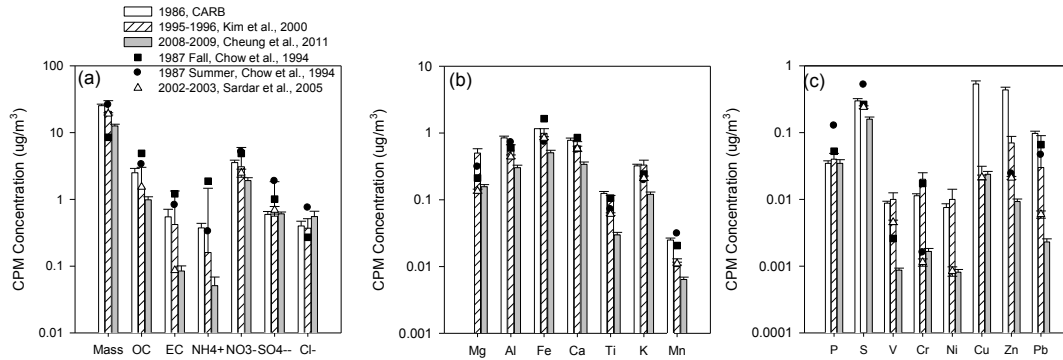 1986, CARB
1995-1996, Kim et al., 2000
2008-2009, Cheung et al., 2011
1987 Fall, Chow et al., 1994
1987 Summer, Chow et al., 1994
2002-2003, Sardar et al., 2005
(a)
CPM Concentration (ug/m³)
100
10
1
0.1
0.01
Mass OC EC NH4+ NO3- SO4-- Cl-
(b)
CPM Concentration (ug/m³)
10
1
0.1
0.01
0.001
Mg Al Fe Ca Ti K Mn
(c)
CPM Concentration (ug/m³)
1
0.1
0.01
0.001
0.0001
P S V Cr Ni Cu Zn Pb